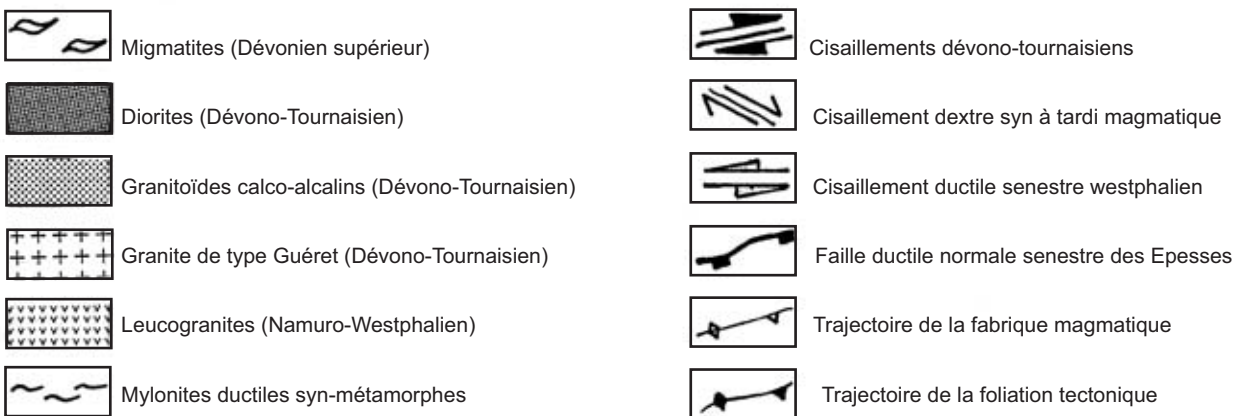 Migmatites (Dévonien supérieur)
Diorites (Dévono-Tournaisien)
Granitoïdes calco-alcalins (Dévono-Tournaisien)
Granite de type Guéret (Dévono-Tournaisien)
Leucogranites (Namuro-Westphalien)
Mylonites ductiles syn-métamorphes
Cisaillements dévono-tournaisiens
Cisaillement dextre syn à tardi magmatique
Cisaillement ductile senestre westphalien
Faille ductile normale senestre des Epesses
Trajectoire de la fabrique magmatique
Trajectoire de la foliation tectonique